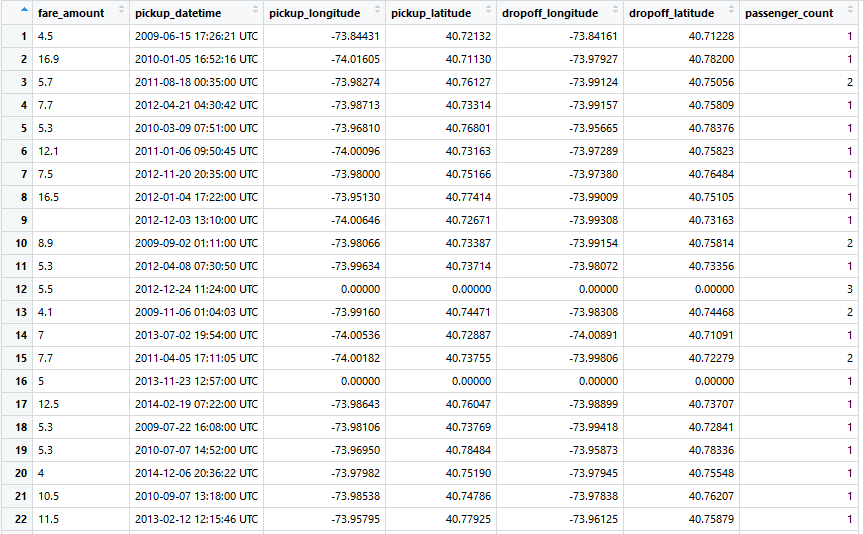 fare_amount pickup_datetime pickup_longitude pickup_latitude dropoff_longitude dropoff_latitude passenger_count
1 4.5 2009-06-15 17:26:21 UTC -73.84431 40.72132 -73.84161 40.71228 1
2 16.9 2010-01-05 16:52:16 UTC -74.01605 40.71130 -73.97927 40.78200 1
3 5.7 2011-08-18 00:35:00 UTC -73.98274 40.76127 -73.99124 40.75056 2
4 7.7 2012-04-21 04:30:42 UTC -73.98713 40.73314 -73.99157 40.75809 1
5 5.3 2010-03-09 07:51:00 UTC -73.96810 40.76801 -73.95665 40.78376 1
6 12.1 2011-01-06 09:50:45 UTC -74.00096 40.73163 -73.97289 40.75823 1
7 7.5 2012-11-20 20:35:00 UTC -73.98000 40.75166 -73.97380 40.76484 1
8 16.5 2012-01-04 17:22:00 UTC -73.95130 40.77414 -73.99009 40.75105 1
9 2012-12-03 13:10:00 UTC -74.00646 40.72671 -73.99308 40.73163 1
10 8.9 2009-09-02 01:11:00 UTC -73.98066 40.73387 -73.99154 40.75814 2
11 5.3 2012-04-08 07:30:50 UTC -73.99634 40.73714 -73.98072 40.73356 1
12 5.5 2012-12-24 11:24:00 UTC 0.00000 0.00000 0.00000 0.00000 3
13 4.1 2009-11-06 01:04:03 UTC -73.99160 40.74471 -73.98308 40.74468 2
14 7 2013-07-02 19:54:00 UTC -74.00536 40.72887 -74.00891 40.71091 1
15 7.7 2011-04-05 17:11:05 UTC -74.00182 40.73755 -73.99806 40.72279 2
16 5 2013-11-23 12:57:00 UTC 0.00000 0.00000 0.00000 0.00000 1
17 12.5 2014-02-19 07:22:00 UTC -73.98643 40.76047 -73.98899 40.73707 1
18 5.3 2009-07-22 16:08:00 UTC -73.98106 40.73769 -73.99418 40.72841 1
19 5.3 2010-07-07 14:52:00 UTC -73.96950 40.78484 -73.95873 40.78336 1
20 4 2014-12-06 20:36:22 UTC -73.97982 40.75190 -73.97945 40.75548 1
21 10.5 2010-09-07 13:18:00 UTC -73.98538 40.74786 -73.97838 40.76207 1
22 11.5 2013-02-12 12:15:46 UTC -73.95795 40.77925 -73.96125 40.75879 1